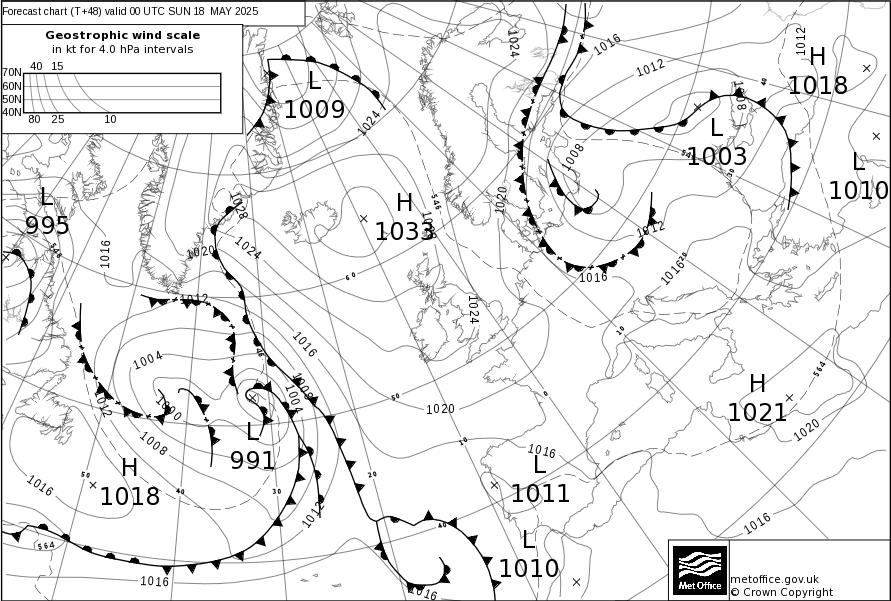 Forecast chart (T+48) valid 00 UTC SUN 18 MAY 2025
Geostrophic wind scale
in kt for 4.0 hPa intervals
40 15
70N
60N
50N
40N
80 25 10
1024
1016
1012
1012
H
1018
40
L
1009
1024
1008
L
1003
1008
L
1010
L
995
1028
H
1033
546
1020
1012
1016
1024
1020
1016
1016
60
1012
1024
1016
10
1004
1008
1004
H
1021
564
1012
1000
50
1020
0
1020
L
991
1008
10
1016
H
1018
50
1016
40
30
20
L
1011
1012
40
1016
564
L
1010
1016
1016
Met Office
metoffice.gov.uk
© Crown Copyright